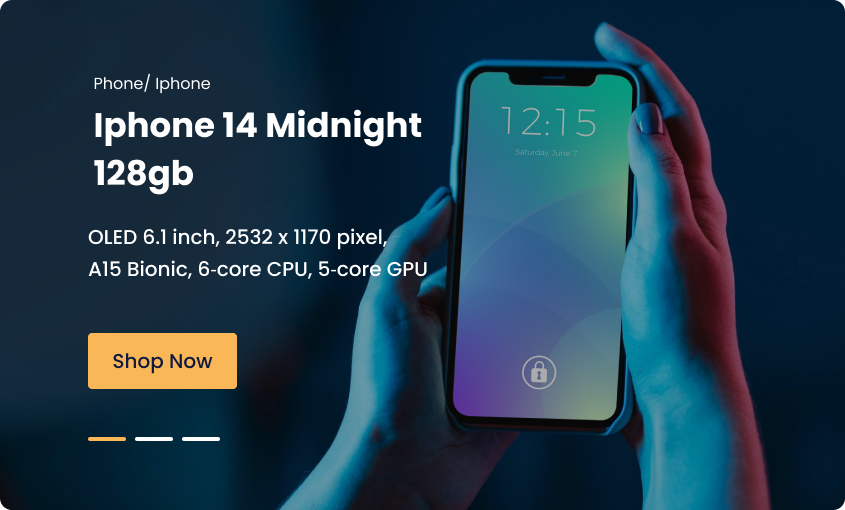 Phone/ Iphone
Iphone 14 Midnight
128gb
OLED 6.1 inch, 2532 x 1170 pixel,
A15 Bionic, 6-core CPU, 5-core GPU
Shop Now
12:15
Saturday, June 7